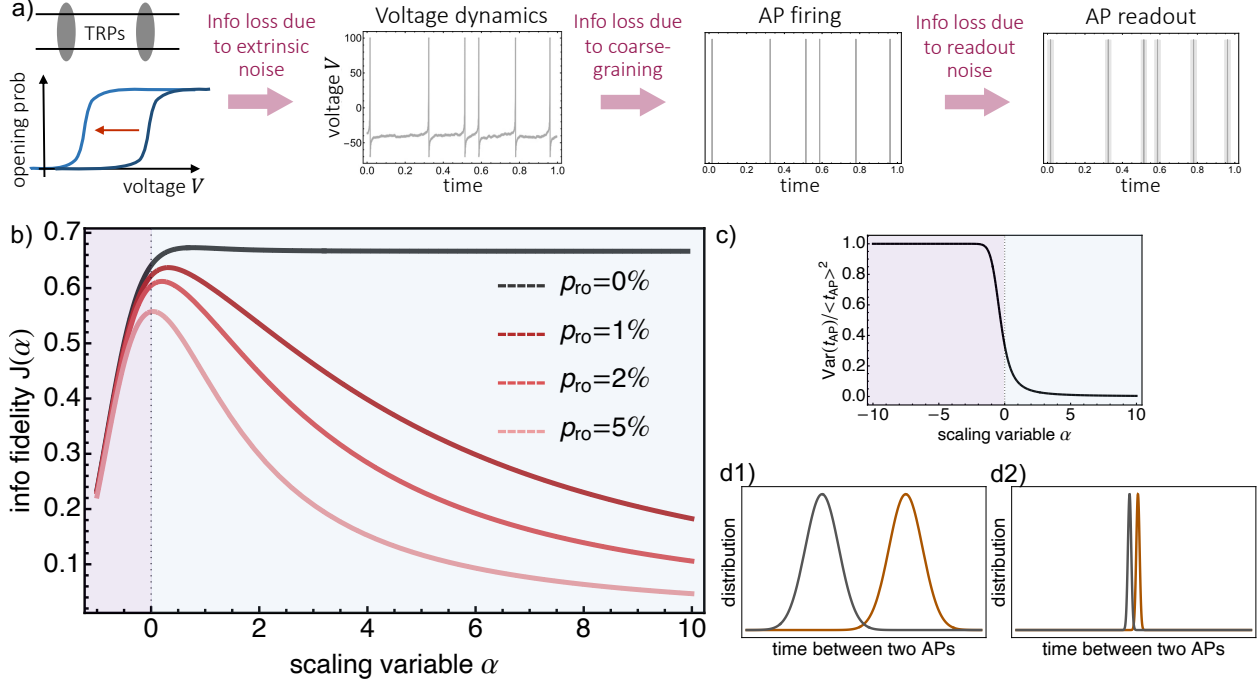 a)
TRPs
opening prob
voltage V
Info loss due
to extrinsic
noise
Voltage dynamics
voltage V
100
50
0
-50
0.0 0.2 0.4 0.6 0.8 1.0
time
Info loss due
to coarse-
graining
AP firing
0.0 0.2 0.4 0.6 0.8 1.0
time
Info loss due
to readout
noise
AP readout
0.0 0.2 0.4 0.6 0.8 1.0
time
b)
info fidelity J(α)
0.7
0.6
0.5
0.4
0.3
0.2
0.1
pro=0%
pro=1%
pro=2%
pro=5%
0 2 4 6 8 10
scaling variable α
c)
Var(tAP)/<tAP>2
1.0
0.8
0.6
0.4
0.2
0.0
−10 −5 0 5 10
scaling variable α
d1)
distribution
time between two APs
d2)
distribution
time between two APs